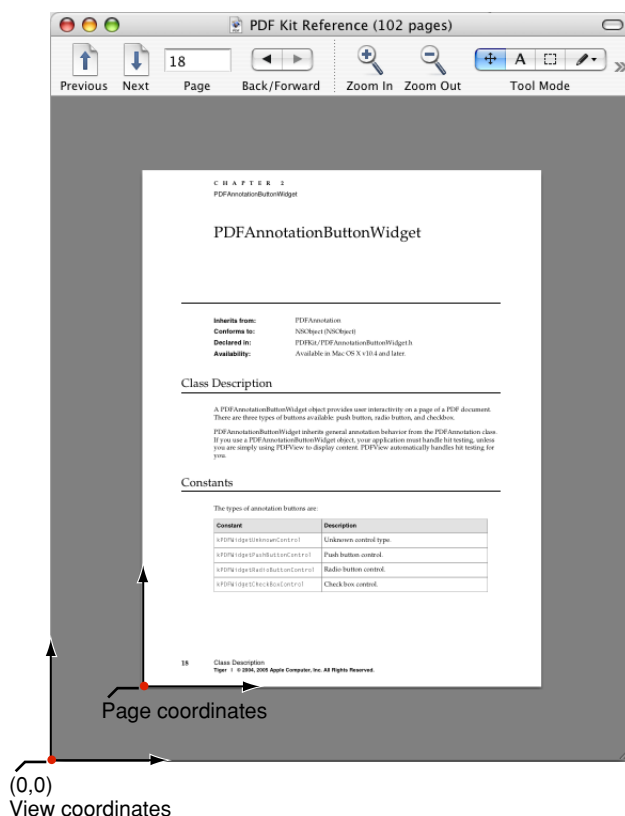 PDF Kit Reference (102 pages)
18
A
Previous Next Page Back/Forward Zoom In Zoom Out Tool Mode
CHAPTER 2
PDFAnnotationButtonWidget
PDFAnnotationButtonWidget
Inherits from: PDFAnnotation
Conforms to: NSObject (NSObject)
Declared in: PDFKit/PDFAnnotationButtonWidget.h
Availability: Available in Mac OS X v10.4 and later.
Class Description
A PDFAnnotationButtonWidget object provides user interactivity on a page of a PDF document.
There are three types of buttons available: push button, radio button, and checkbox.
PDFAnnotationButtonWidget inherits general annotation behavior from the PDFAnnotation class.
If you use a PDFAnnotationButtonWidget object, your application must handle hit testing, unless
you are simply using PDFView to display content. PDFView automatically handles hit testing for
you.
Constants
The types of annotation buttons are:
Constant Description
kPDFWidgetUnknownControl Unknown control type.
kPDFWidgetPushButtonControl Push button control.
kPDFWidgetRadioButtonControl Radio button control.
kPDFWidgetCheckBoxControl Check box control.
18 Class Description
Tiger | © 2004, 2005 Apple Computer, Inc. All Rights Reserved.
Page coordinates
(0,0)
View coordinates